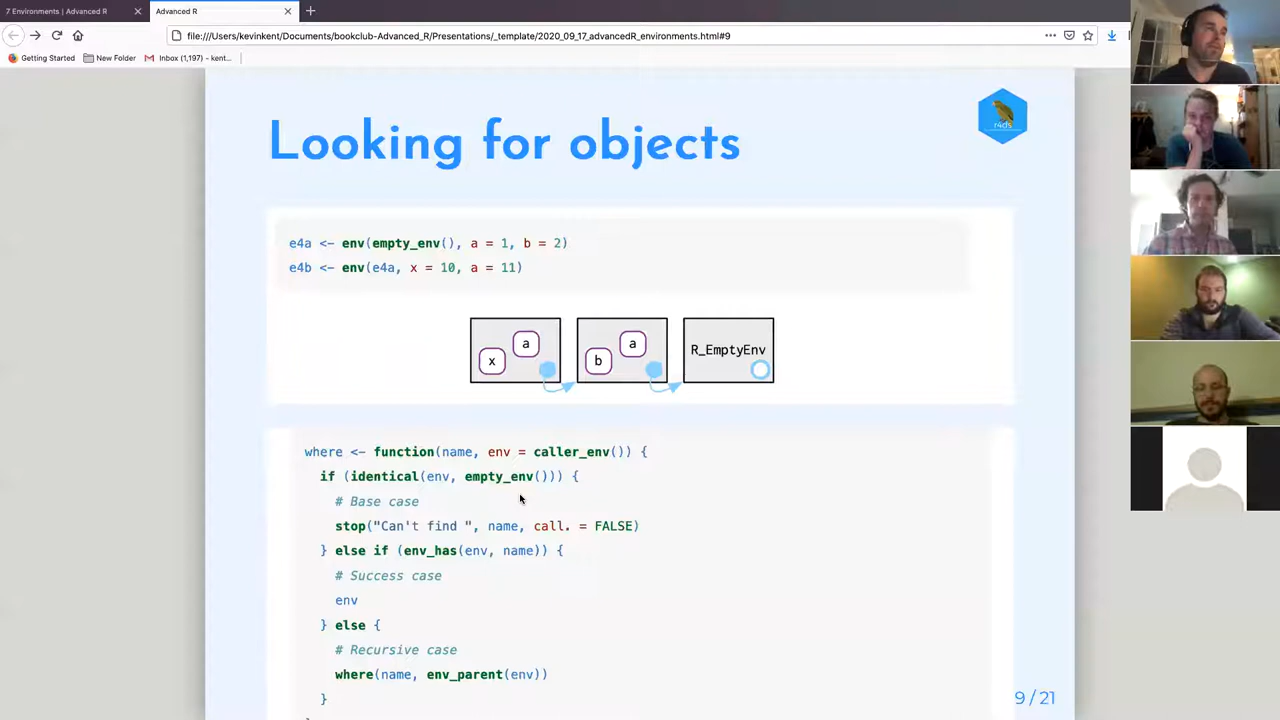 7 Environments | Advanced R
Advanced R
file:///Users/kevinkent/Documents/bookclub-Advanced_R/Presentations/_template/2020_09_17_advancedR_environments.html#9
Getting Started
New Folder
Inbox (1,197) - kent...
Looking for objects
r4ds
e4a <- env(empty_env(), a = 1, b = 2)
e4b <- env(e4a, x = 10, a = 11)
x a b a R_EmptyEnv
where <- function(name, env = caller_env()) {
if (identical(env, empty_env())) {
# Base case
stop("Can't find ", name, call. = FALSE)
} else if (env_has(env, name)) {
# Success case
env
} else {
# Recursive case
where(name, env_parent(env))
}
9 / 21